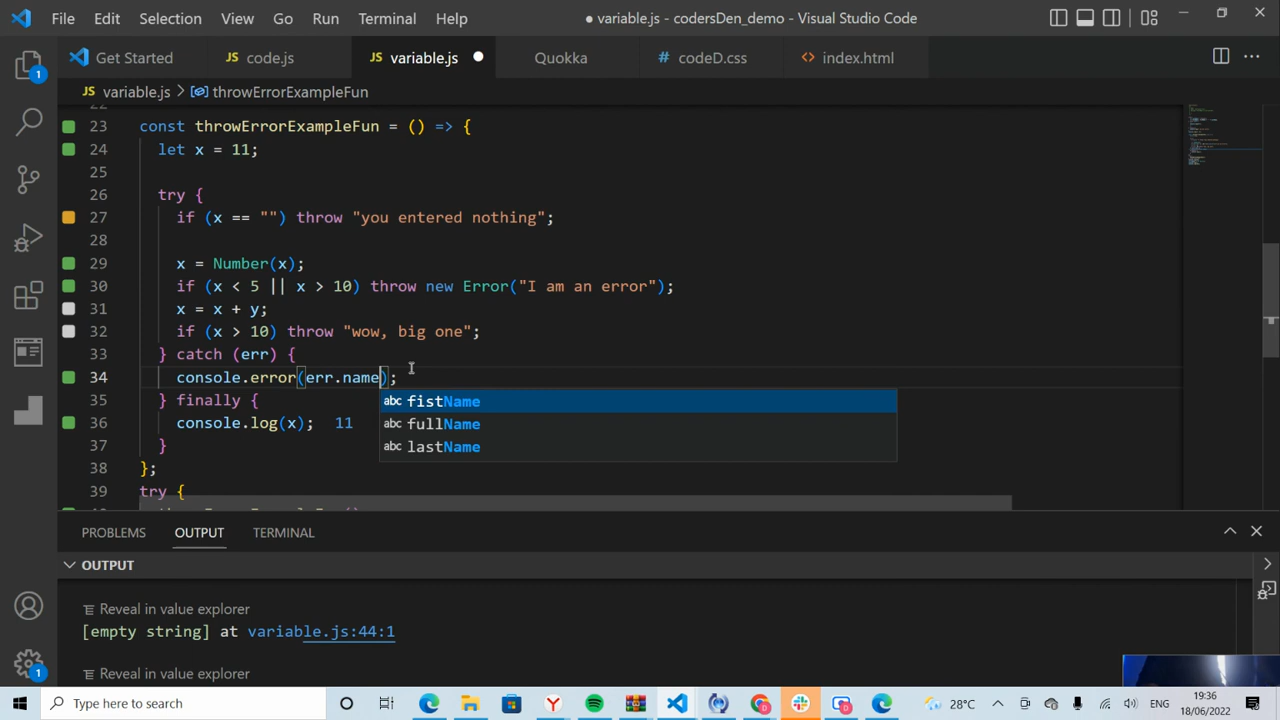 File Edit Selection View Go Run Terminal Help ● variable.js - codersDen_demo - Visual Studio Code
Get Started JS code.js JS variable.js Quokka # codeD.css <> index.html
JS variable.js > throwErrorExampleFun
22
23 const throwErrorExampleFun = () => {
24 let x = 11;
25
26 try {
27 if (x == "") throw "you entered nothing";
28
29 x = Number(x);
30 if (x < 5 || x > 10) throw new Error("I am an error");
31 x = x + y;
32 if (x > 10) throw "wow, big one";
33 } catch (err) {
34 console.error(err.name);
abc fistName
35 } finally {
abc fullName
36 console.log(x); 11
abc lastName
37 }
38 };
39 try {
PROBLEMS OUTPUT TERMINAL
OUTPUT
Reveal in value explorer
[empty string] at variable.js:44:1
Reveal in value explorer
1
1
Type here to search
28°C ENG 19:36
18/06/2022